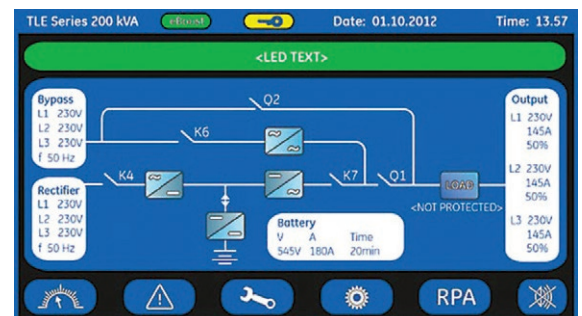 TLE Series 200 kVA eBoost Date: 01.10.2012 Time: 13.57
<LED TEXT>
Bypass
L1 230V
L2 230V
L3 230V
f 50 Hz
Q2
K6
Rectifier
L1 230V
L2 230V
L3 230V
f 50 Hz
K4
K7
Q1
LOAD
<NOT PROTECTED>
Battery
V A Time
545V 180A 20min
Output
L1 230V
145A
50%
L2 230V
145A
50%
L3 230V
145A
50%
RPA